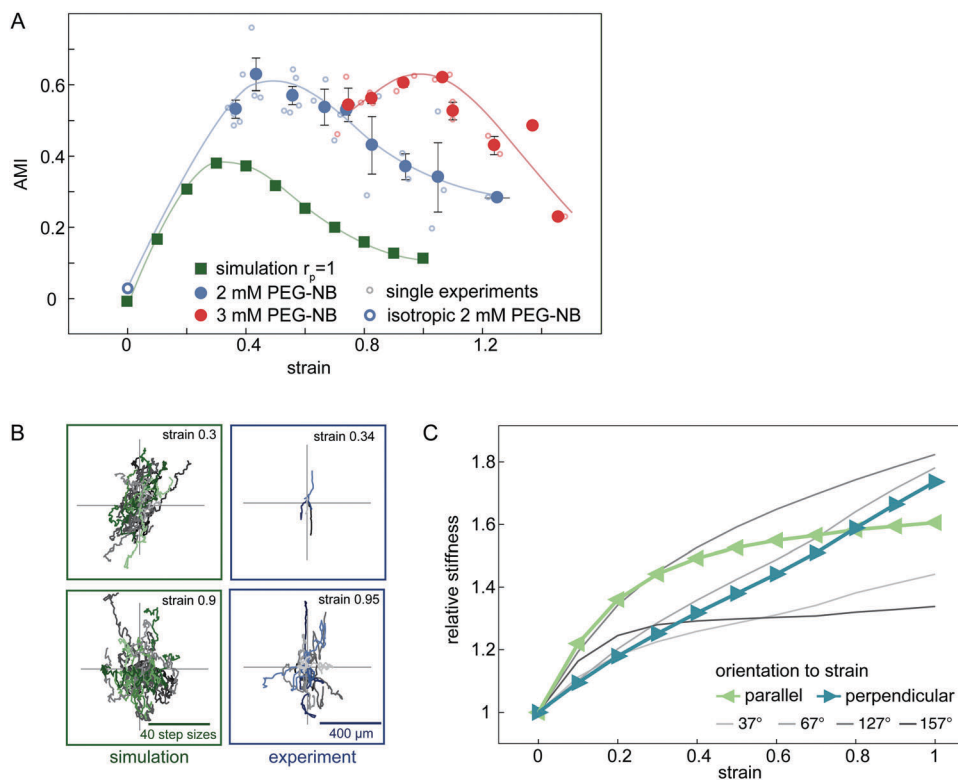 A
AMI
0.6
0.4
0.2
0
0
0.4
0.8
1.2
strain
simulation rp=1
2 mM PEG-NB
3 mM PEG-NB
single experiments
isotropic 2 mM PEG-NB
B
strain 0.3
strain 0.34
strain 0.9
strain 0.95
40 step sizes
400 µm
simulation
experiment
C
relative stiffness
1.8
1.6
1.4
1.2
1
0
0.2
0.4
0.6
0.8
1
strain
orientation to strain
parallel
perpendicular
37° 67° 127° 157°